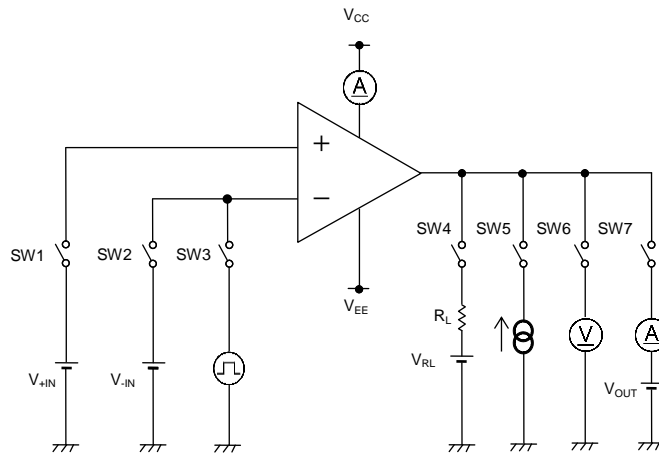 VCC
A
+
−
SW1
SW2
SW3
SW4
SW5
SW6
SW7
VEE
RL
VRL
V
A
V+IN
V-IN
VOUT